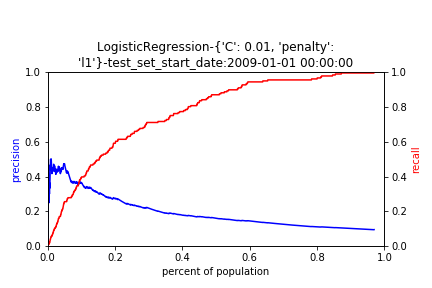 LogisticRegression-{'C': 0.01, 'penalty':
'l1'}-test_set_start_date:2009-01-01 00:00:00
1.0
0.8
0.6
0.4
0.2
0.0
precision
1.0
0.8
0.6
0.4
0.2
0.0
recall
0.0 0.2 0.4 0.6 0.8 1.0
percent of population